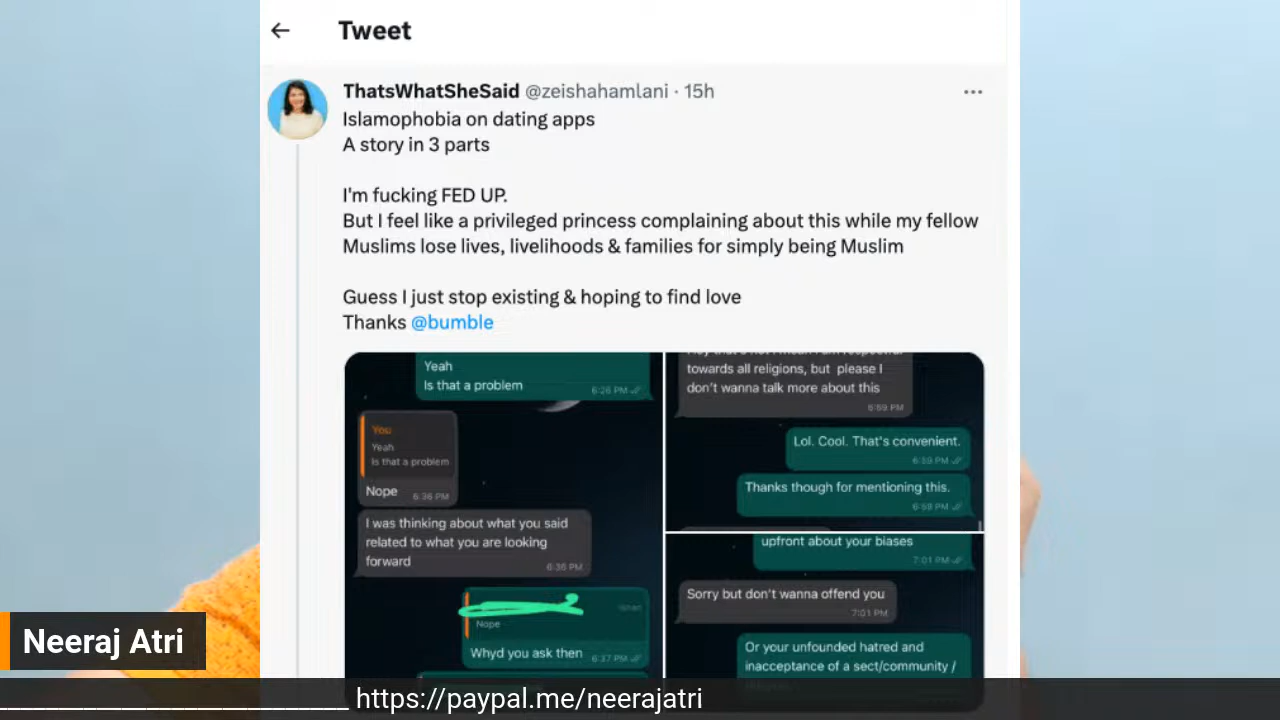 Tweet
ThatsWhatSheSaid @zeishahamlani · 15h
Islamophobia on dating apps
A story in 3 parts
I'm fucking FED UP.
But I feel like a privileged princess complaining about this while my fellow
Muslims lose lives, livelihoods & families for simply being Muslim
Guess I just stop existing & hoping to find love
Thanks @bumble
Yeah
Is that a problem
6:26 PM
You
Yeah
Is that a problem
Nope
6:36 PM
I was thinking about what you said
related to what you are looking
forward
6:36 PM
Nope
Whyd you ask then
6:37 PM
towards all religions, but please I
don't wanna talk more about this
6:59 PM
Lol. Cool. That's convenient.
6:59 PM
Thanks though for mentioning this.
6:59 PM
upfront about your biases
7:01 PM
Sorry but don't wanna offend you
7:01 PM
Or your unfounded hatred and
inacceptance of a sect/community /
Neeraj Atri
https://paypal.me/neerajatri